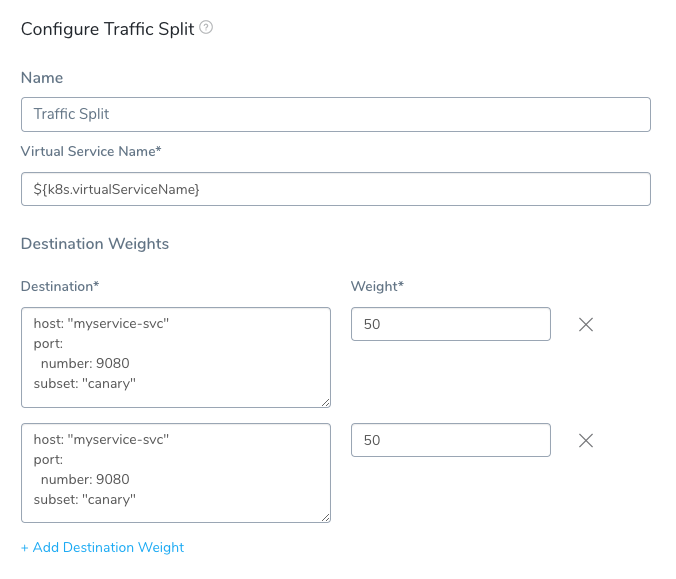 Configure Traffic Split ?
Name
Traffic Split
Virtual Service Name*
${k8s.virtualServiceName}
Destination Weights
Destination* Weight*
host: "myservice-svc" 50
port:
  number: 9080
subset: "canary"
host: "myservice-svc" 50
port:
  number: 9080
subset: "canary"
+ Add Destination Weight